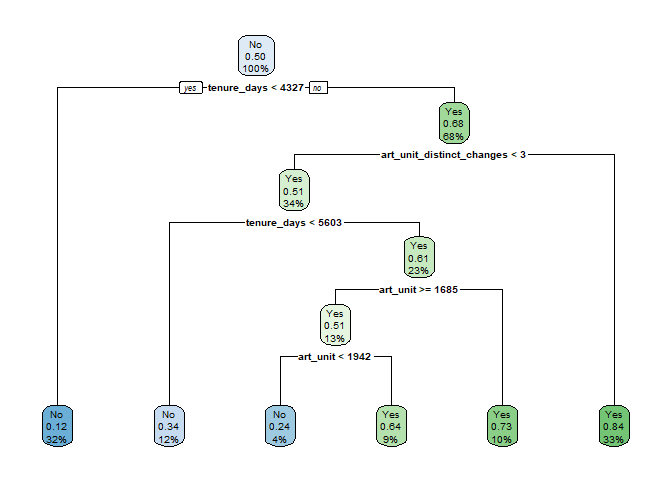 No
0.50
100%
yes
tenure_days < 4327
no
Yes
0.68
68%
art_unit_distinct_changes < 3
Yes
0.51
34%
tenure_days < 5603
Yes
0.61
23%
art_unit >= 1685
Yes
0.51
13%
art_unit < 1942
No
0.12
32%
No
0.34
12%
No
0.24
4%
Yes
0.64
9%
Yes
0.73
10%
Yes
0.84
33%